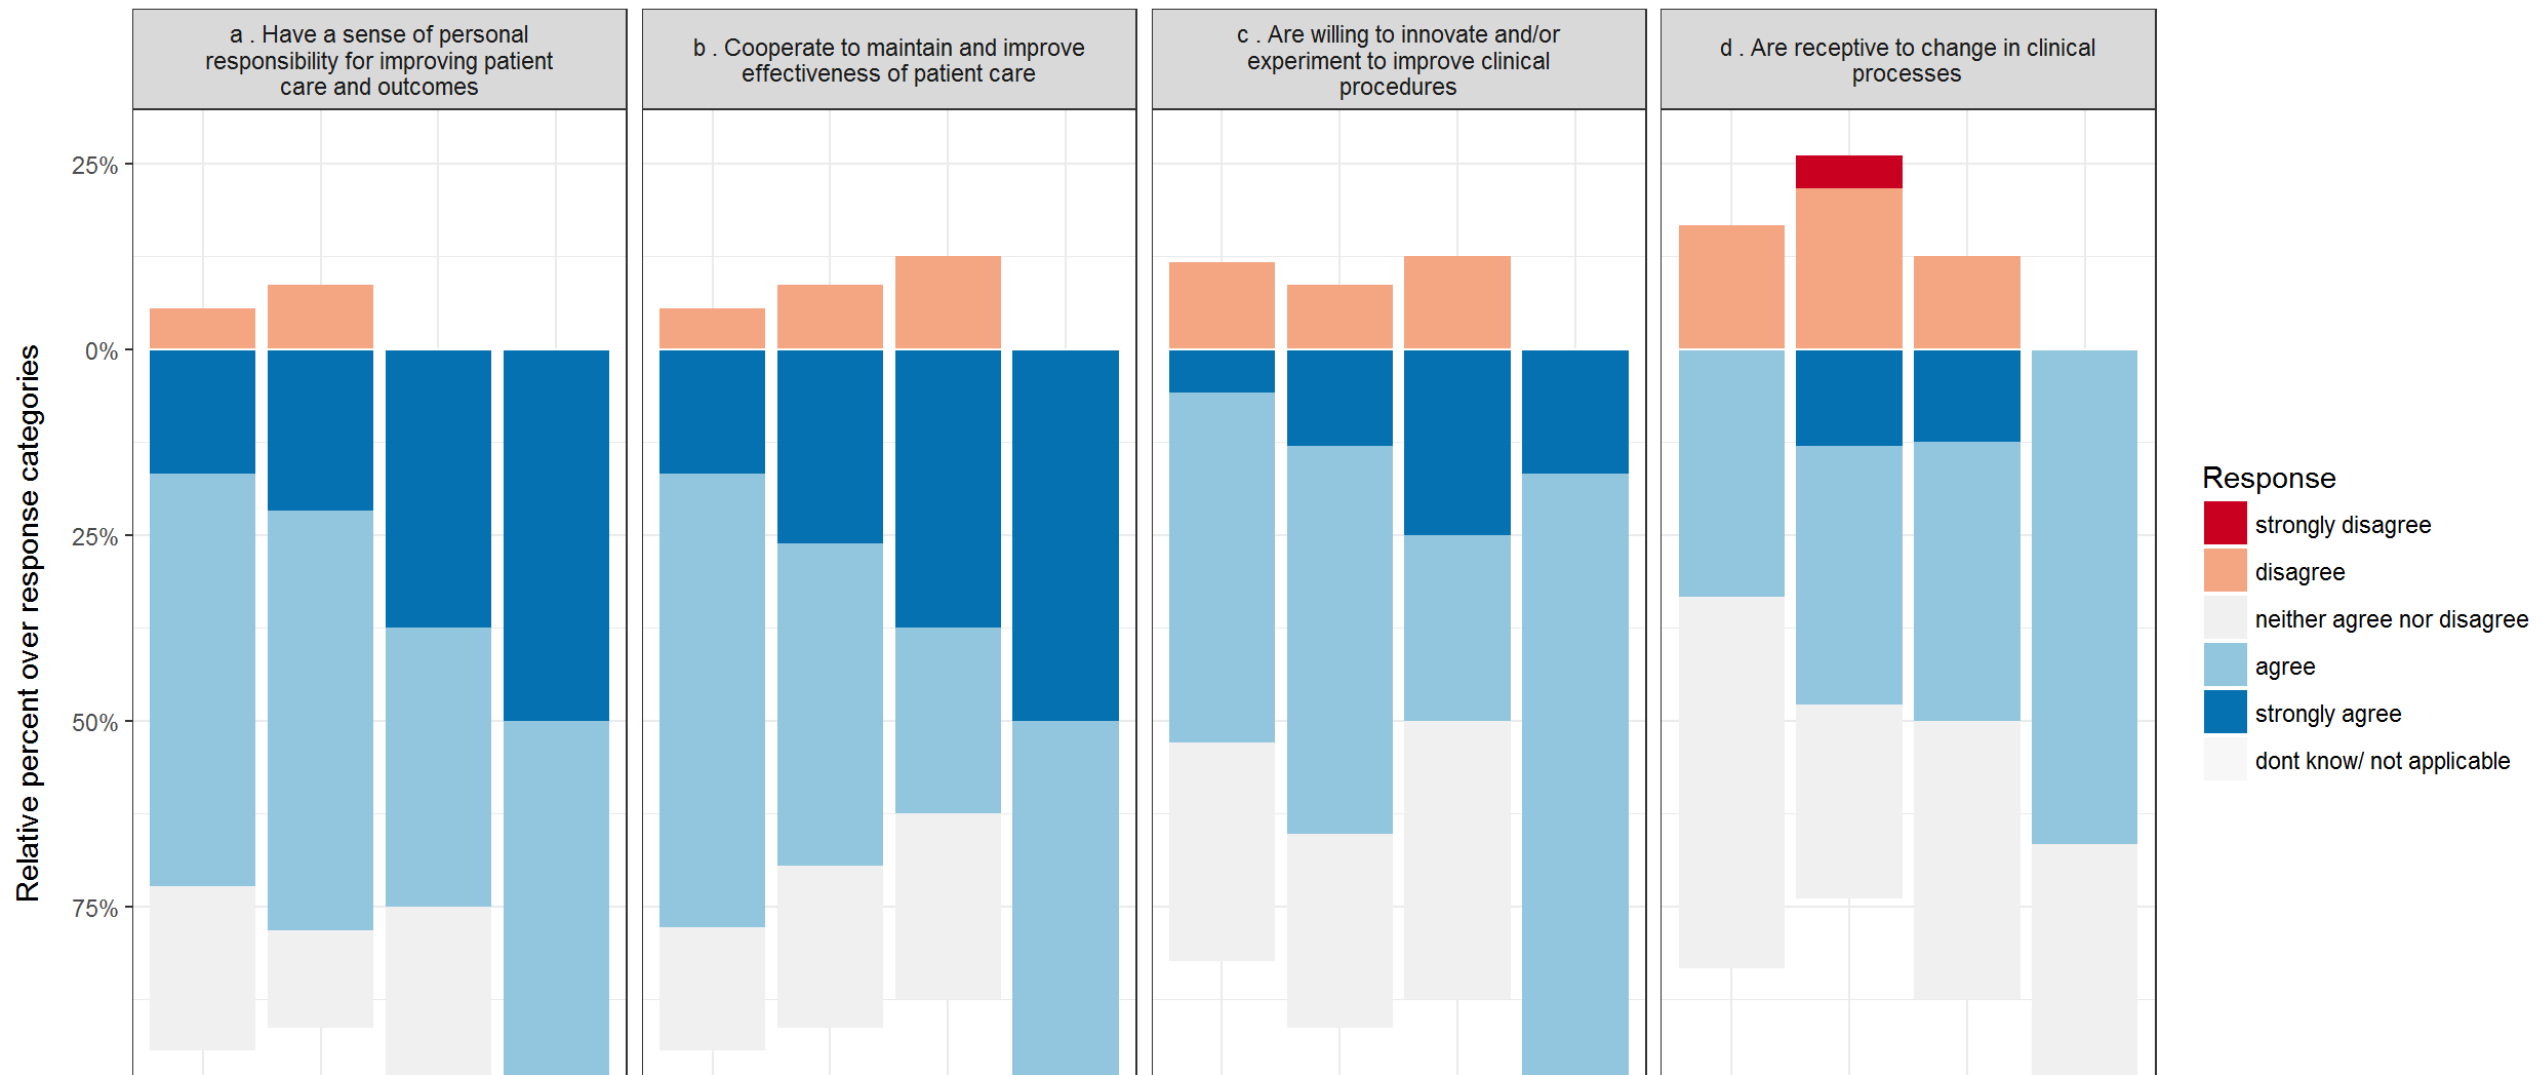 a . Have a sense of personal
responsibility for improving patient
care and outcomes
b . Cooperate to maintain and improve
effectiveness of patient care
c . Are willing to innovate and/or
experiment to improve clinical
procedures
d . Are receptive to change in clinical
processes
25%
0%
25%
50%
75%
Relative percent over response categories
Response
strongly disagree
disagree
neither agree nor disagree
agree
strongly agree
dont know/ not applicable